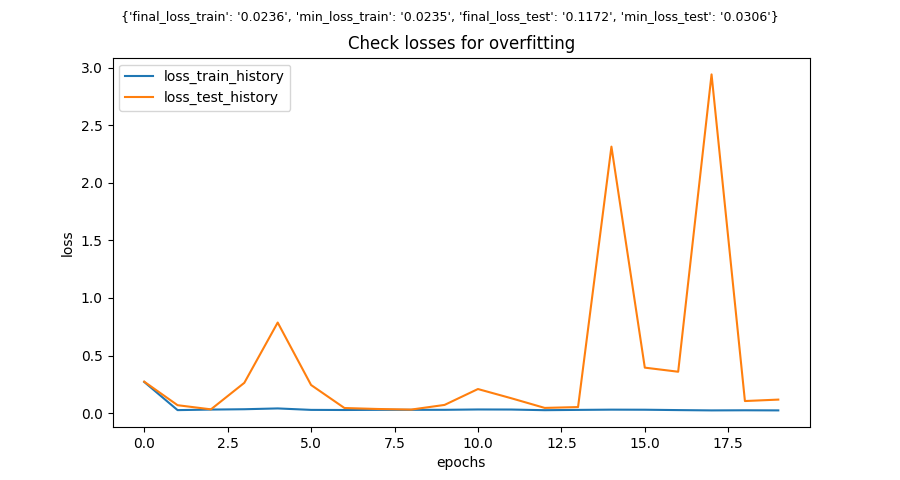 {'final_loss_train': '0.0236', 'min_loss_train': '0.0235', 'final_loss_test': '0.1172', 'min_loss_test': '0.0306'}
Check losses for overfitting
loss_train_history
loss_test_history
3.0
2.5
2.0
1.5
1.0
0.5
0.0
loss
0.0 2.5 5.0 7.5 10.0 12.5 15.0 17.5
epochs